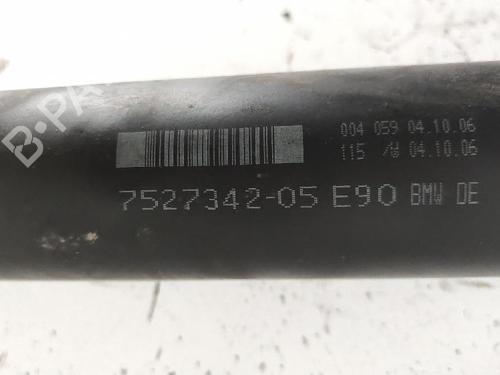 B-PA
004 059 04.10.06
115 /W 04.10.06
7527342-05 E90 BMW DE